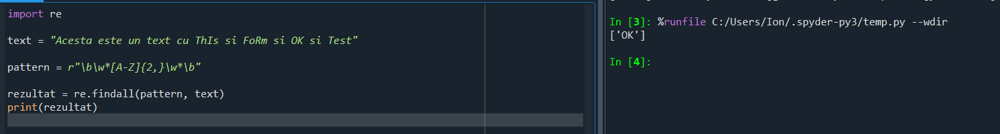 import re
text = "Acesta este un text cu ThIs si FoRm si OK si Test"
pattern = r"\b\w*[A-Z]{2,}\w*\b"
rezultat = re.findall(pattern, text)
print(rezultat)
In [3]: %runfile C:/Users/Ion/.spyder-py3/temp.py --wdir
['OK']
In [4]: